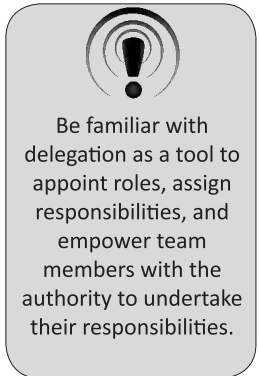 Be familiar with
delegation as a tool to
appoint roles, assign
responsibilities, and
empower team
members with the
authority to undertake
their responsibilities.